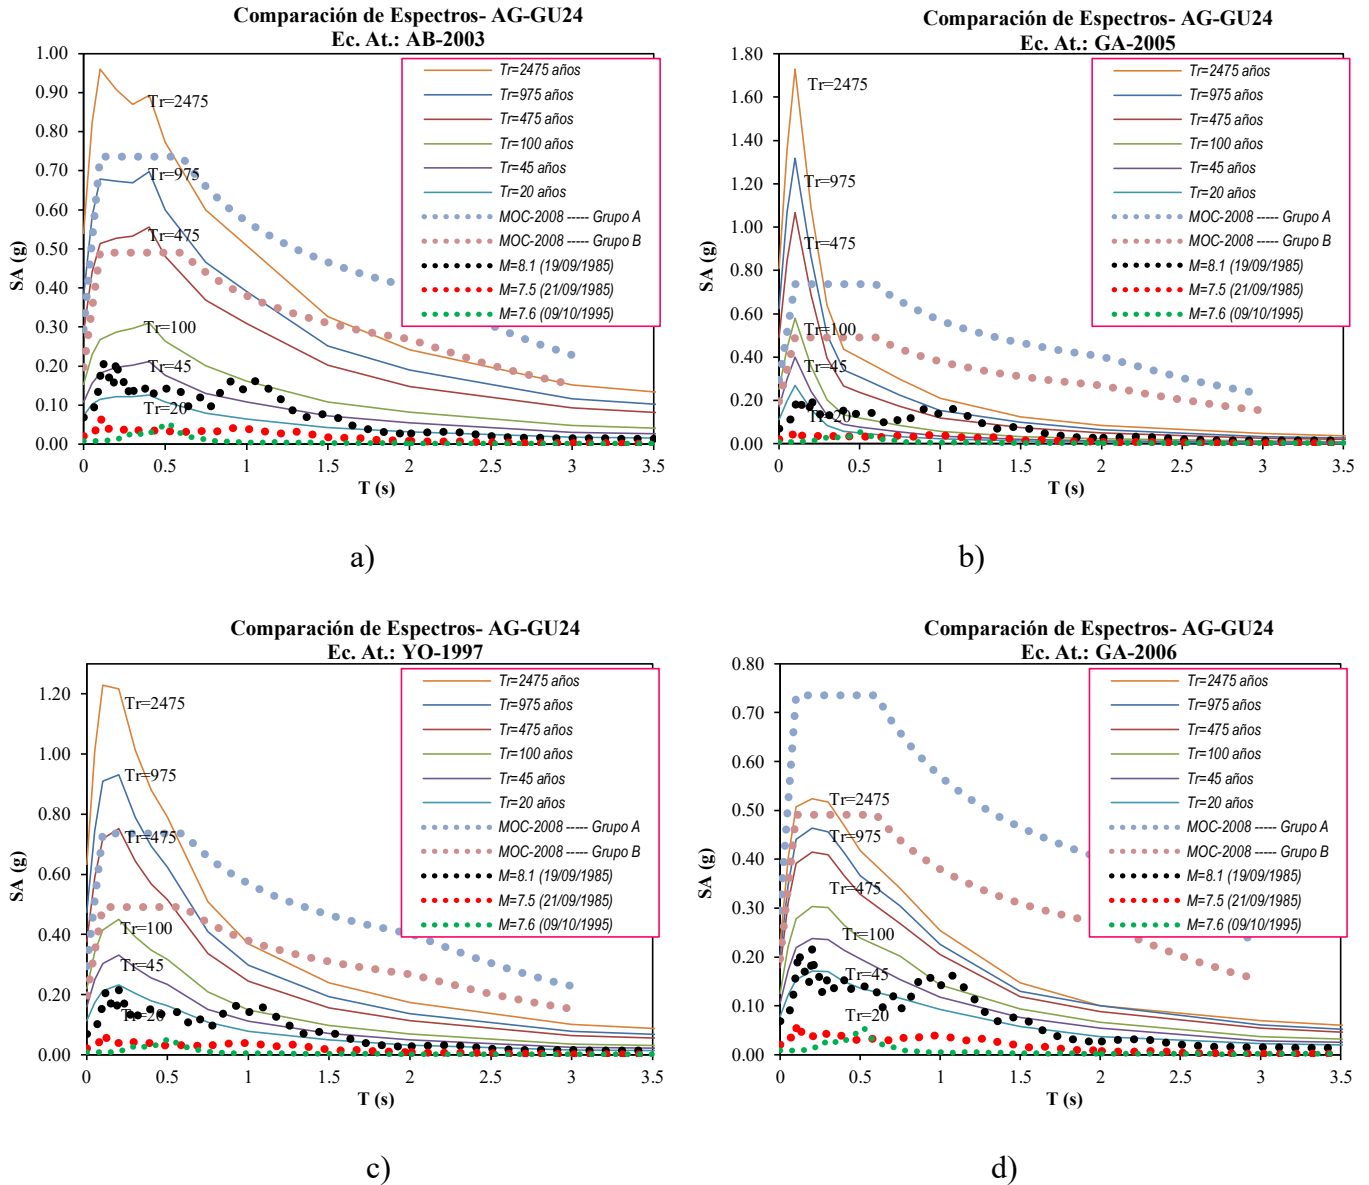 Comparación de Espectros- AG-GU24
Ec. At.: AB-2003
SA (g)
1.00
0.90
0.80
0.70
0.60
0.50
0.40
0.30
0.20
0.10
0.00
0
0.5
1
1.5
2
2.5
3
3.5
T (s)
Tr=2475
Tr=975
Tr=475
Tr=100
Tr=45
Tr=20
Tr=2475 años
Tr=975 años
Tr=475 años
Tr=100 años
Tr=45 años
Tr=20 años
MOC-2008 ----- Grupo A
MOC-2008 ----- Grupo B
M=8.1 (19/09/1985)
M=7.5 (21/09/1985)
M=7.6 (09/10/1995)
a)
Comparación de Espectros- AG-GU24
Ec. At.: GA-2005
SA (g)
1.80
1.60
1.40
1.20
1.00
0.80
0.60
0.40
0.20
0.00
0
0.5
1
1.5
2
2.5
3
3.5
T (s)
Tr=2475
Tr=975
Tr=475
Tr=100
Tr=45
Tr=20
Tr=2475 años
Tr=975 años
Tr=475 años
Tr=100 años
Tr=45 años
Tr=20 años
MOC-2008 ----- Grupo A
MOC-2008 ----- Grupo B
M=8.1 (19/09/1985)
M=7.5 (21/09/1985)
M=7.6 (09/10/1995)
b)
Comparación de Espectros- AG-GU24
Ec. At.: YO-1997
SA (g)
1.20
1.00
0.80
0.60
0.40
0.20
0.00
0
0.5
1
1.5
2
2.5
3
3.5
T (s)
Tr=2475
Tr=975
Tr=475
Tr=100
Tr=45
Tr=20
Tr=2475 años
Tr=975 años
Tr=475 años
Tr=100 años
Tr=45 años
Tr=20 años
MOC-2008 ----- Grupo A
MOC-2008 ----- Grupo B
M=8.1 (19/09/1985)
M=7.5 (21/09/1985)
M=7.6 (09/10/1995)
c)
Comparación de Espectros- AG-GU24
Ec. At.: GA-2006
SA (g)
0.80
0.70
0.60
0.50
0.40
0.30
0.20
0.10
0.00
0
0.5
1
1.5
2
2.5
3
3.5
T (s)
Tr=2475
Tr=975
Tr=475
Tr=100
Tr=45
Tr=20
Tr=2475 años
Tr=975 años
Tr=475 años
Tr=100 años
Tr=45 años
Tr=20 años
MOC-2008 ----- Grupo A
MOC-2008 ----- Grupo B
M=8.1 (19/09/1985)
M=7.5 (21/09/1985)
M=7.6 (09/10/1995)
d)